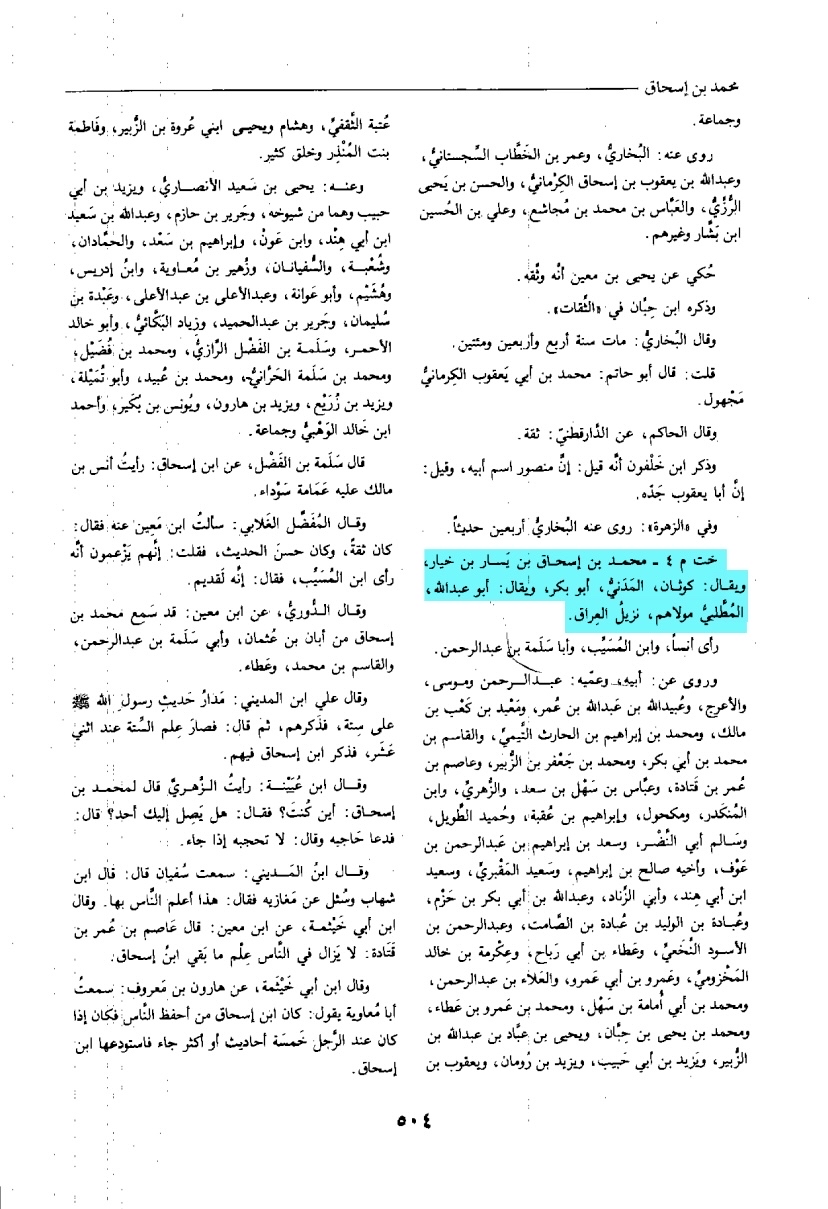 محمد بن إسحاق
وجماعة.
روى عنه: البُخاريُّ، وعمر بن الخَطَّاب السِّجستانيُّ،
وعبدالله بن يعقوب بن إسحاق الكِرْمانيُّ، والحسن بن يَحيى
الرُّزِّيُّ، والعَبَّاس بن محمد بن مُجاشع، وعلي بن الحُسين
ابن بَشَّار وغيرهم.
حُكي عن يحيى بن معين أنَّه وثَّقه.
وذكره ابن حِبَّان في «الثِّقات».
وقال البُخاريُّ: مات سنة أربع وأربعين ومئتين.
قلت: قال أبو حاتم: محمد بن أبي يَعقوب الكِرمانيُّ
مَجْهول.
وقال الحاكم، عن الدَّارقطنيّ: ثقة.
وذكر ابن خَلْفون أنَّه قيل: إنَّ منصور اسم أبيه، وقيل:
إنَّ أبا يعقوب جَدّه.
وفي «الزهرة»: روى عنه البُخاريُّ أربعين حديثاً.
خت م ٤ ـ محمد بن إسحاق بن يَسار بن خيار،
ويقال: كوثان، المَدَنيُّ، أبو بكر، ويُقال: أبو عبدالله،
المُطَّلبيُّ مولاهم، نزيلُ العِراق.
رأى أنساً، وابن المُسَيِّب، وأبا سَلَمة بن عبدالرحمن.
وروى عن: أبيه، وعمّيه: عبدالرحمن وموسى،
والأعرج، وعُبيدالله بن عَبدالله بن عُمر، ومَعْبد بن كَعْب بن
مالك، ومحمد بن إبراهيم بن الحارث التَّيميِّ، والقاسم بن
محمد بن أبي بكر، ومحمد بن جَعْفر بن الزُّبير، وعاصم بن
عُمر بن قَتادة، وعبَّاس بن سَهْل بن سعد، والزُّهريِّ، وابن
المُنكَدر، ومكحول، وإبراهيم بن عُقبة، وحُميد الطَّويل،
وسَالم أبي النَّضْر، وسعد بن إبراهيم بن عَبدالرحمن بن
عَوْف، وأخيه صالح بن إبراهيم، وسَعيد المَقْبريِّ، وسعيد
ابن أبي هِند، وأبي الزِّناد، وعبدالله بن أبي بكر بن حَزْم،
وعُبادة بن الوليد بن عُبادة بن الصَّامت، وعبدالرحمن بن
الأسود النَّخَعيِّ، وعَطاء بن أبي رَباح، وعِكْرمة بن خالد
المَخْزوميِّ، وعَمرو بن أبي عَمرو، والعَلاء بن عبدالرحمن،
ومحمد بن أبي أُمامة بن سَهْل، ومحمد بن عَمرو بن عَطاء،
ومحمد بن يحيى بن حِبَّان، ويحيى بن عبَّاد بن عبدالله بن
الزُّبير، ويَزيد بن أبي حَبيب، ويزيد بن رُومان، ويعقوب بن
عُتبة الثَّقفيِّ، وهشام ويحيى ابني عُروة بن الزُّبير، وفَاطمة
بنت المُنْذِر وخلق كثير.
وعنه: يحيى بن سَعيد الأنصاريُّ، ويزيد بن أبي
حبيب وهما من شيوخه، وجَرير بن حازم، وعبدالله بن سَعيد
ابن أبي هِنْد، وابن عَونْ، وإبراهيم بن سَعْد، والحمَّادان،
وشُعْبة، والسُّفيانان، وزُهير بن مُعاوية، وابنُ إدريس،
وهُشَيْم، وأبو عَوانة، وعبدالأعلى بن عبدالأعلى، وعَبْدة بن
سُليمان، وجَرير بن عبدالحميد، وزياد البَكَّائيُّ، وأبو خالد
الأحمر، وسَلَمة بن الفَضْل الرَّازيُّ، ومحمد بن فُضَيْل،
ومحمد بن سَلَمة الحَرّانيُّ، ومحمد بن عُبيد، وأبو تُمَيْلة،
ويزيد بن زُرَيْع، ويزيد بن هارون، ويُونس بن بُكَير، وأحمد
ابن خَالد الوَهْبيُّ وجماعة.
قال سَلَمة بن الفَضْل، عن ابن إسحاق: رأيتُ أنس بن
مالك عليه عَمَامة سَوْداء.
وقال المُفَضَّل الغَلابي: سألتُ ابن مَعِين عنه فقال:
كان ثقةً، وكان حسنَ الحديث، فقلت: إنَّهم يَزْعمون أنَّه
رأى ابن المُسَيِّب، فقال: إنَّه لَقديم.
وقال الدُّوريُّ، عن ابن معين: قد سَمِع محمد بن
إسحاق من أبان بن عُثمان، وأبي سَلَمة بن عبدالرحمن،
والقاسم بن محمد، وعَطاء.
وقال علي ابن المديني: مَدَارُ حَديثِ رسول الله ﷺ
على سِتة، فذَكرهم، ثم قال: فصارَ عِلم السِّتة عند اثني
عَشَر، فذكر ابن إسحاق فيهم.
وقال ابن عُيَيْنة: رأيتُ الزُّهريَّ قال لمحمد بن
إسحاق: أين كُنتَ؟ فقال: هل يَصِل إليك أحد؟ قال:
فدعا حَاجبه وقال: لا تحجبه إذا جاء.
وقال ابنُ المَديني: سمعت سُفيان قال: قال ابن
شهاب وسُئل عن مَغازيه فقال: هذا أعلم النَّاس بها. وقال
ابن أبي خَيْثمة، عن ابن معين: قال عَاصم بن عُمر بن
قَتَادة: لا يَزال في النَّاس عِلْم ما بَقي ابنُ إسحاق.
وقال ابن أبي خَيْثمة، عن هارون بن مَعروف: سمعتُ
أبا مُعاوية يقول: كان ابن إسحاق من أحفظ النَّاس فكان إذا
كان عند الرَّجل خَمسَة أحاديث أو أكثر جاء فاستودعها ابن
إسحاق.
٥٠٤